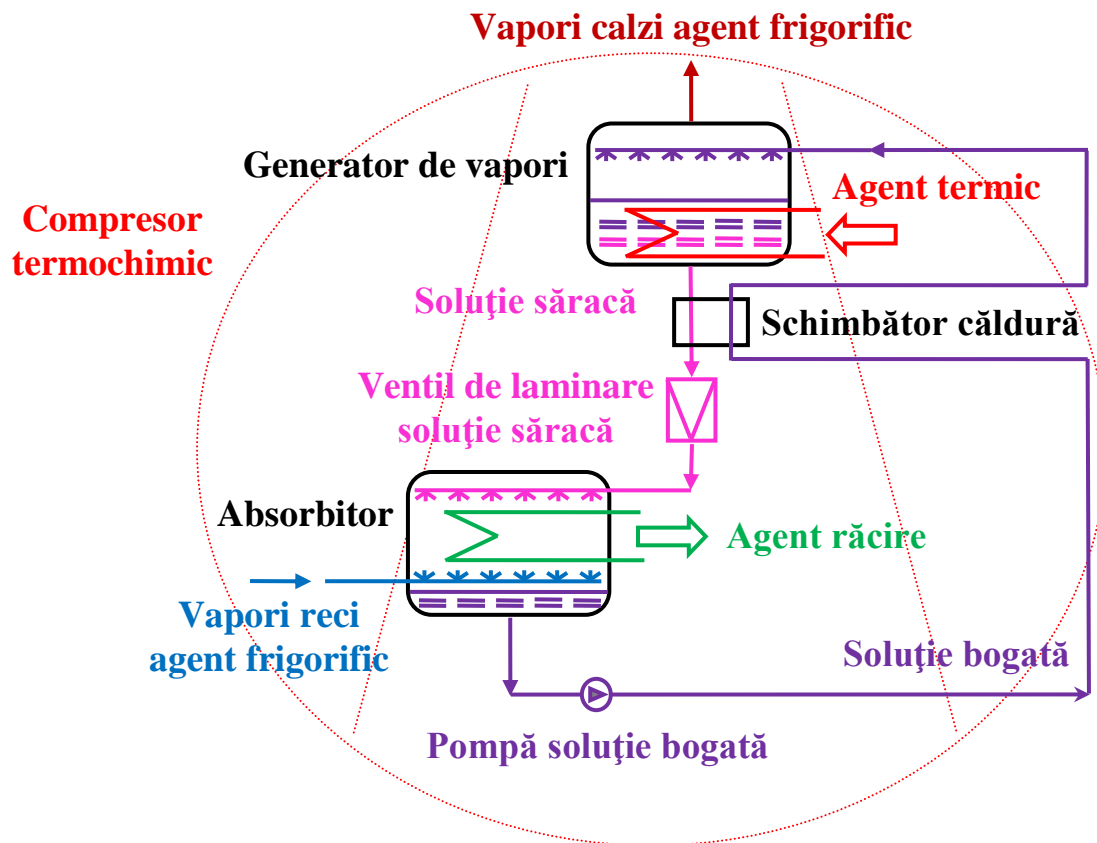 Vapori calzi agent frigorific
Generator de vapori
Agent termic
Compresor
termochimic
Soluţie săracă
Schimbător căldură
Ventil de laminare
soluţie săracă
Absorbitor
Agent răcire
Vapori reci
agent frigorific
Soluţie bogată
Pompă soluţie bogată